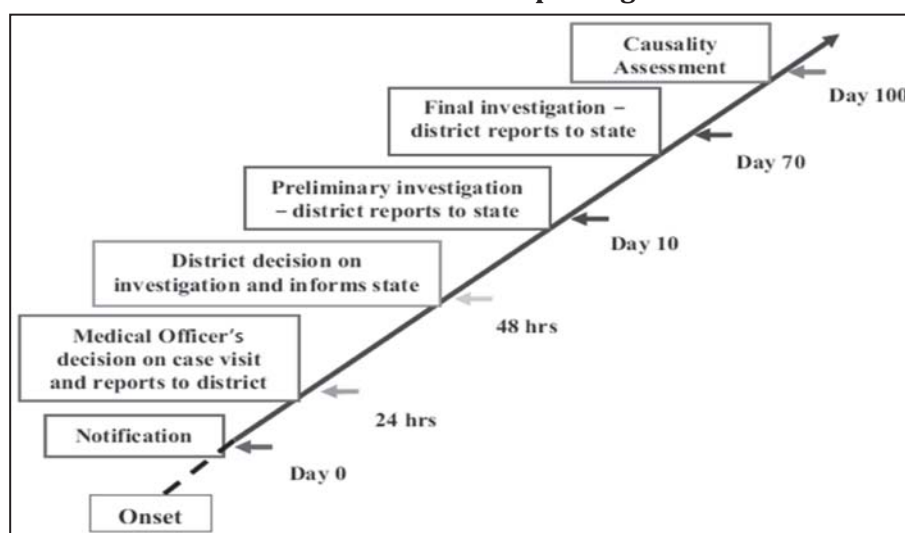 Causality
Assessment
Day 100
Final investigation –
district reports to state
Day 70
Preliminary investigation
– district reports to state
Day 10
District decision on
investigation and informs state
48 hrs
Medical Officer's
decision on case visit
and reports to district
24 hrs
Notification
Day 0
Onset